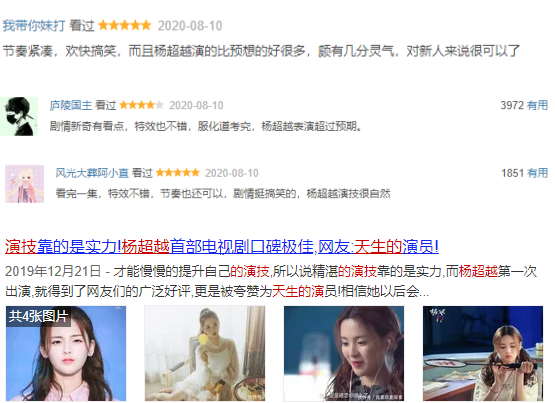 我带你妹打 看过 ★★★★★ 2020-08-10
节奏紧凑，欢快搞笑，而且杨超越演的比预想的好很多，颇有几分灵气，对新人来说很可以了
庐陵国主 看过 ★★★★★ 2020-08-10 3972 有用
剧情新奇有看点，特效也不错，服化道考究，杨超越表演超过预期。
风光大葬阿小直 看过 ★★★★★ 2020-08-10 1851 有用
看完一集，特效不错，节奏也还可以，剧情挺搞笑的，杨超越演技很自然
演技靠的是实力!杨超越首部电视剧口碑极佳,网友:天生的演员!
2019年12月21日 - 才能慢慢的提升自己的演技,所以说精湛的演技靠的是实力,而杨超越第一次
出演,就得到了网友们的广泛好评,更是被夸赞为天生的演员!相信她以后会...
共4张图片